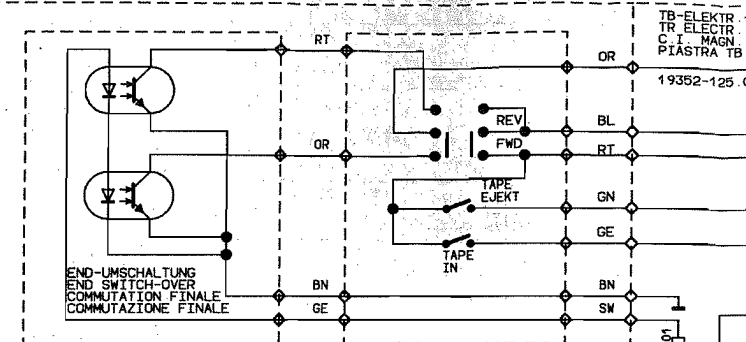 TB-ELEKTR.
TR ELECTR.
C.I. MAGN.
PIASTRA TB
19352-125.
RT
OR
REV
BL
OR
FWD
RT
TAPE
EJEKT
GN
TAPE
IN
GE
END-UMSCHALTUNG
END SWITCH-OVER
COMMUTATION FINALE
COMMUTAZIONE FINALE
BN
BN
GE
SW
01